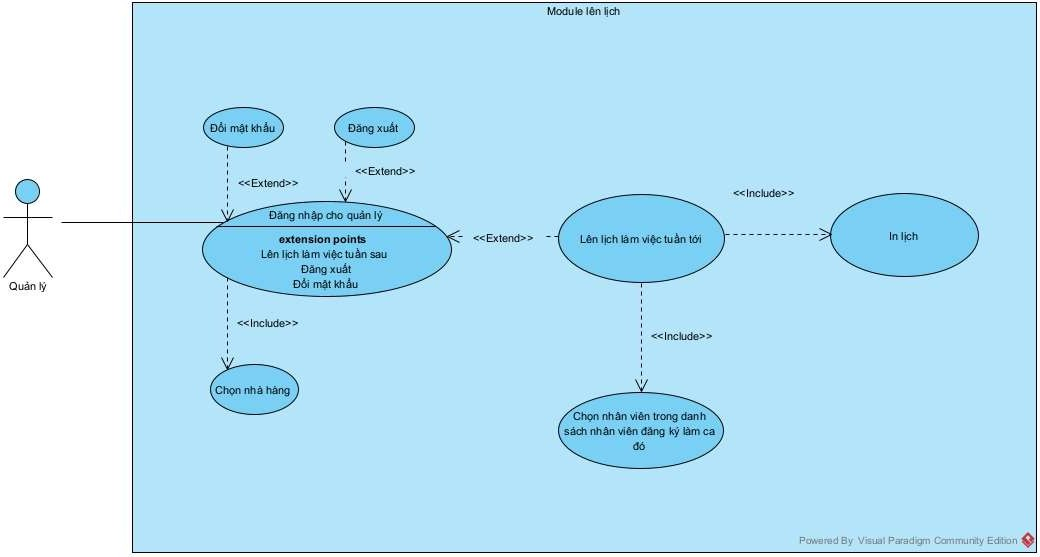 Module lên lịch
Đổi mật khẩu
Đăng xuất
<<Extend>>
<<Extend>>
Đăng nhập cho quản lý
extension points
Lên lịch làm việc tuần sau
Đăng xuất
Đổi mật khẩu
<<Extend>>
Lên lịch làm việc tuần tới
<<Include>>
In lịch
Quản lý
<<Include>>
<<Include>>
Chọn nhà hàng
Chọn nhân viên trong danh
sách nhân viên đăng ký làm ca
đó
Powered By Visual Paradigm Community Edition